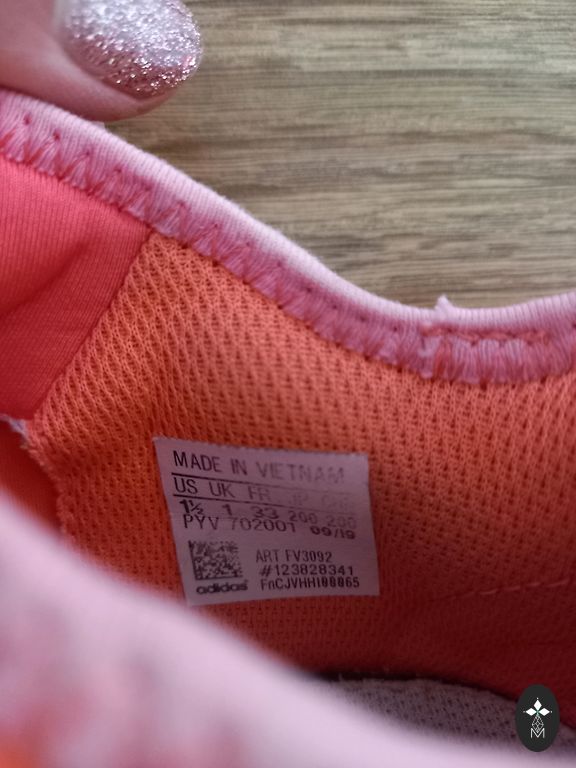 MADE IN VIETNAM
US UK FR JP CHN
1½ 1 33 200 200
PYV 702001 09/19
ART FV3092
#123828341
adidas FnCJVHHI00065
M